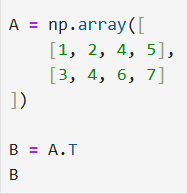 A = np.array([
    [1, 2, 4, 5],
    [3, 4, 6, 7]
])

B = A.T
B